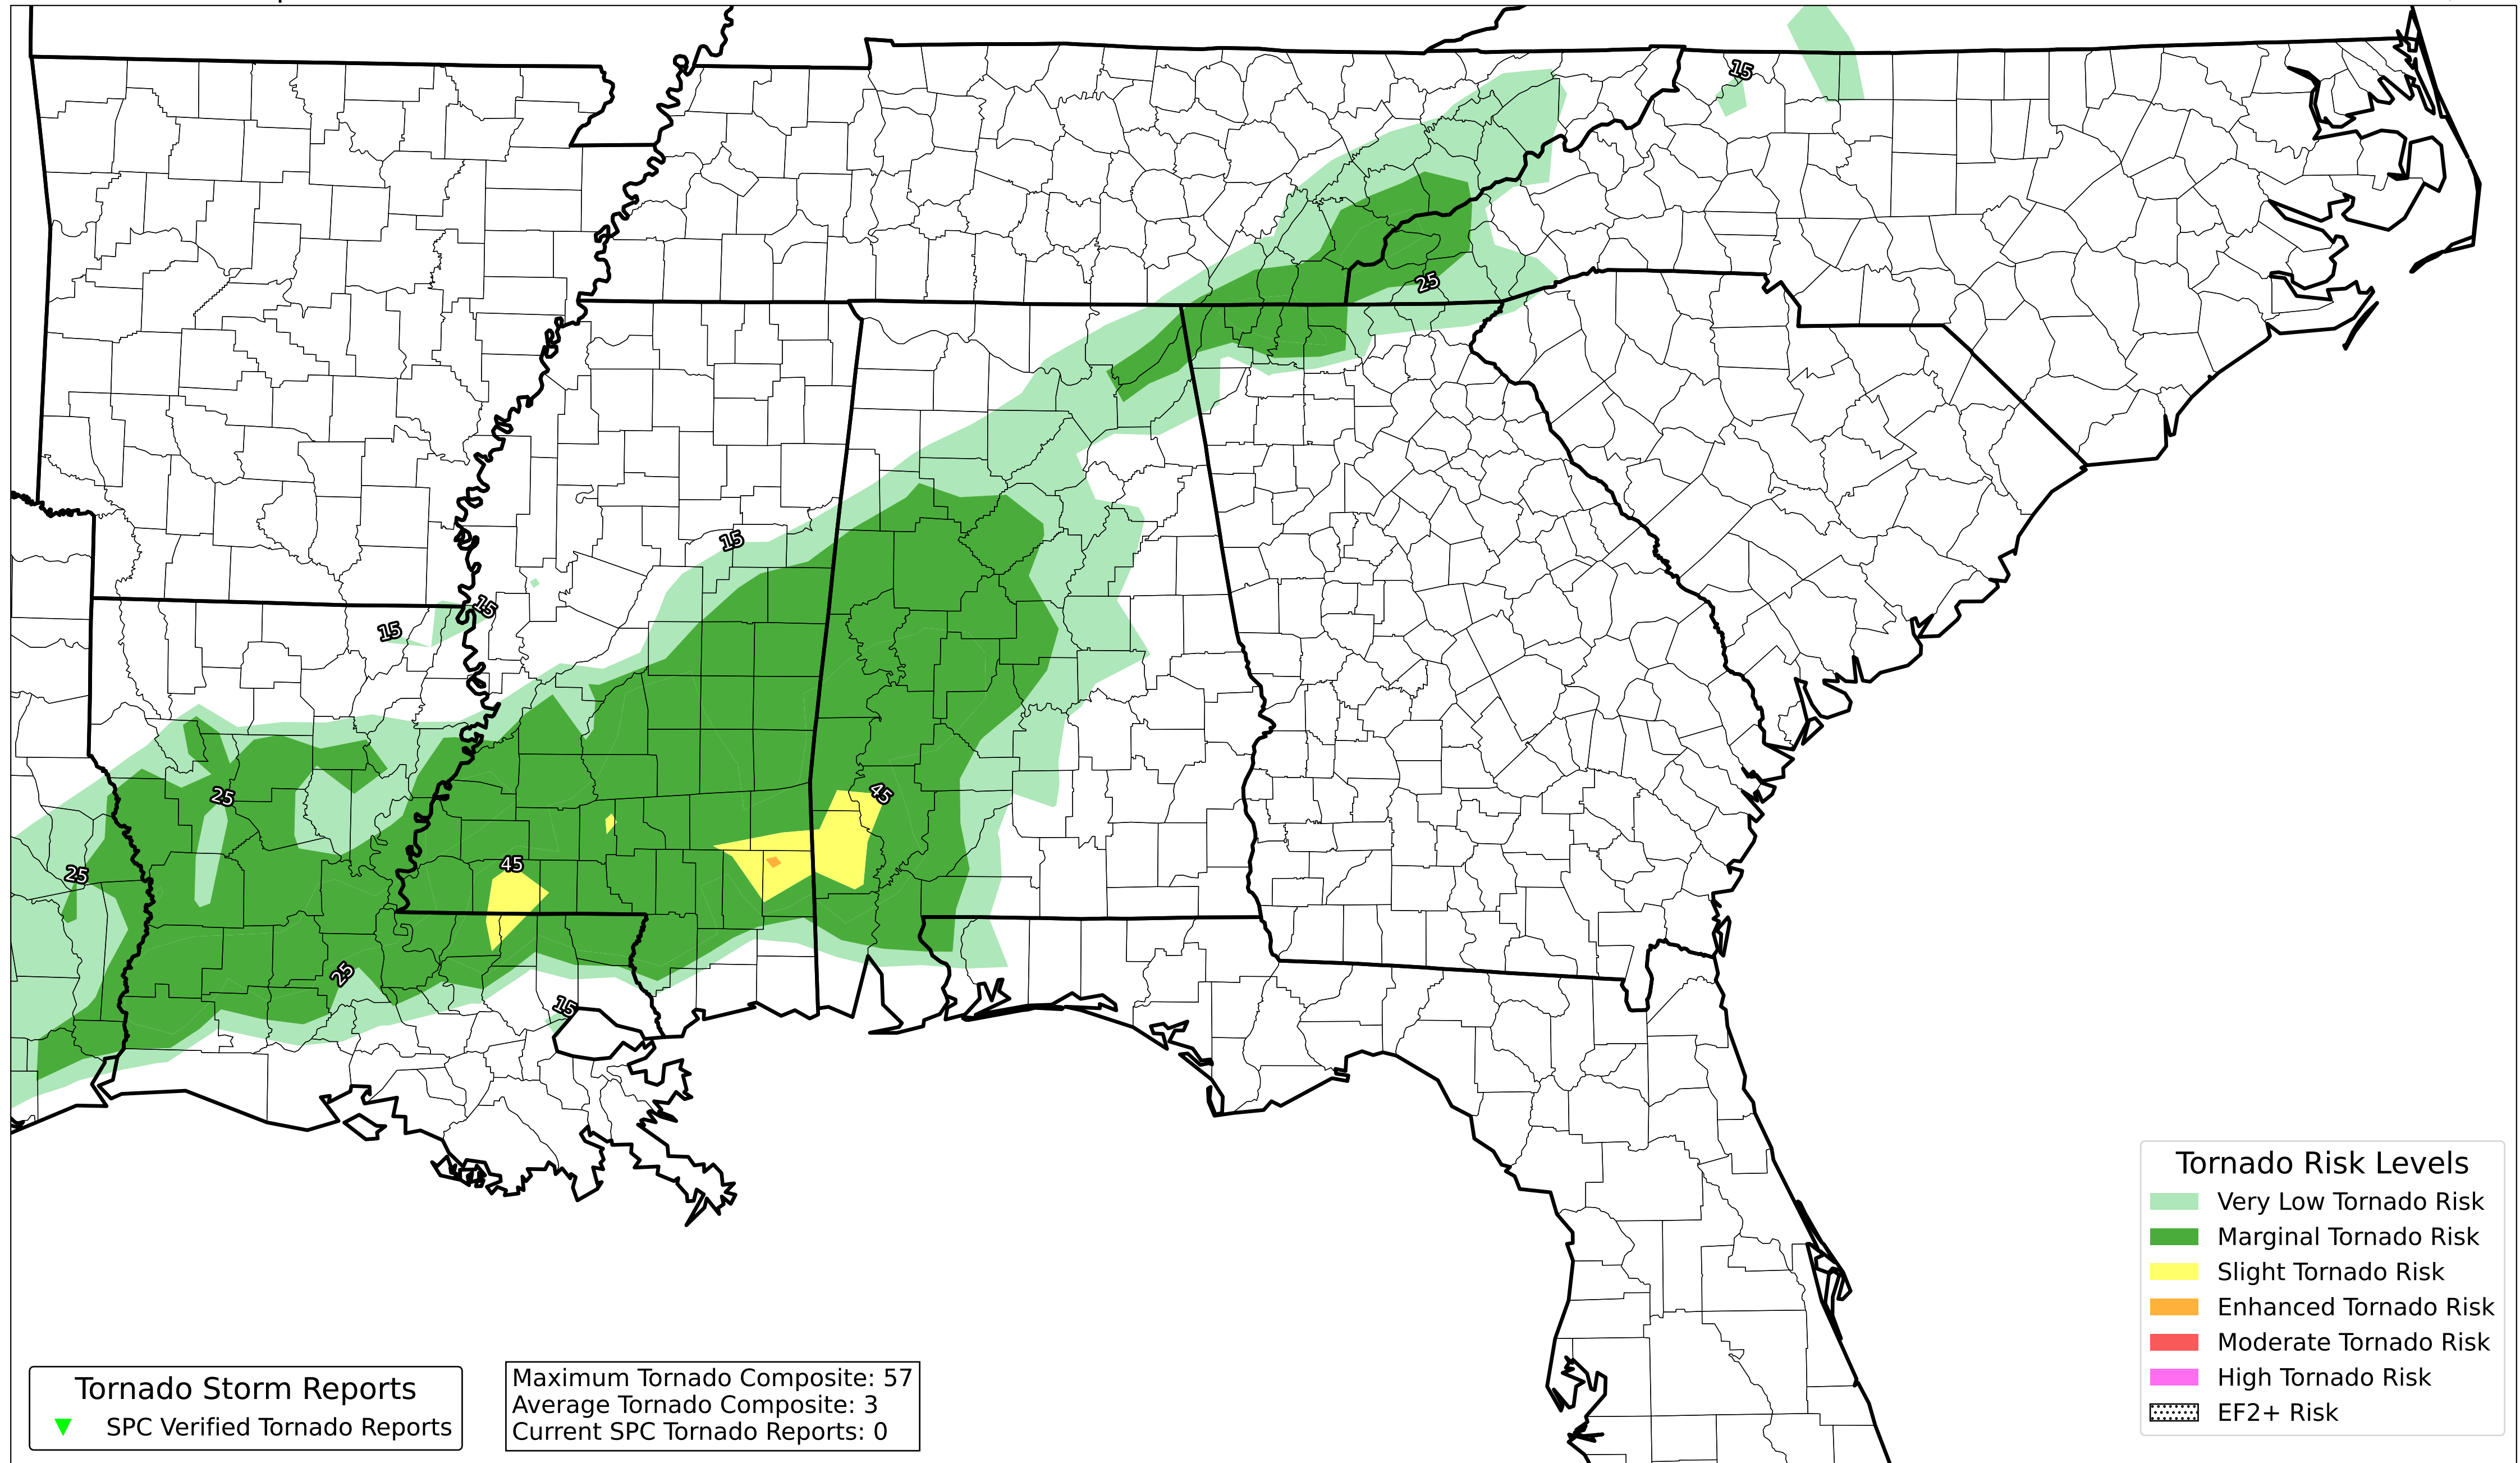 15
15
15
15
25
25
25
25
45
45
15
Tornado Risk Levels
Very Low Tornado Risk
Marginal Tornado Risk
Slight Tornado Risk
Enhanced Tornado Risk
Moderate Tornado Risk
High Tornado Risk
EF2+ Risk
Tornado Storm Reports
SPC Verified Tornado Reports
Maximum Tornado Composite: 57
Average Tornado Composite: 3
Current SPC Tornado Reports: 0